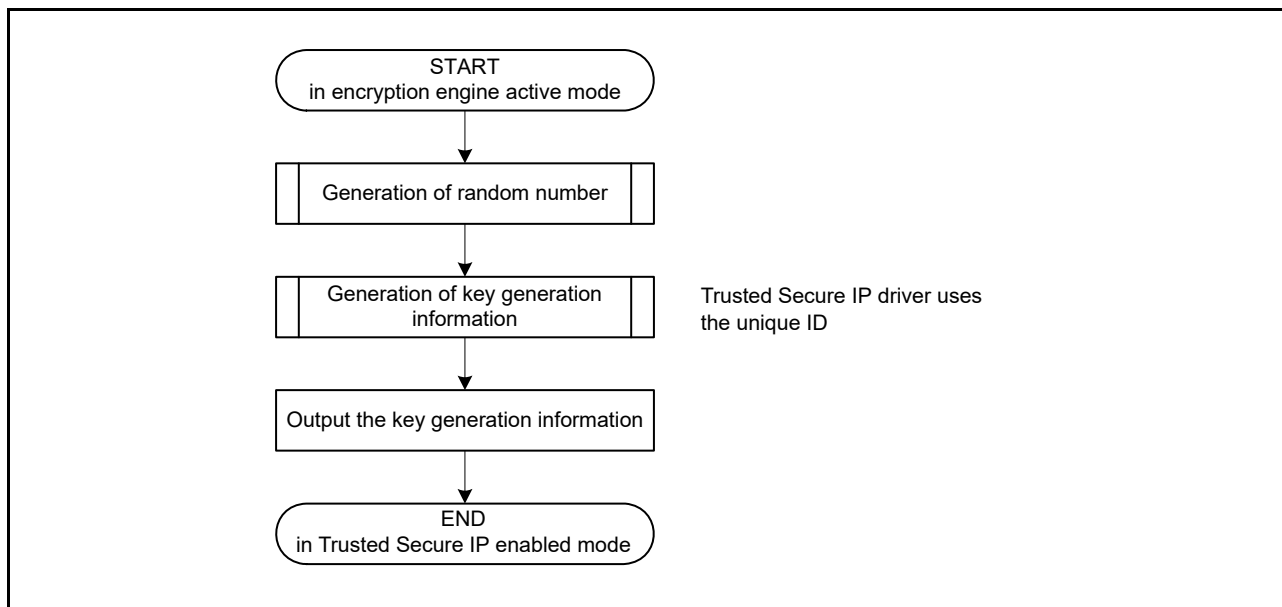 START
in encryption engine active mode
Generation of random number
Generation of key generation
information
Trusted Secure IP driver uses
the unique ID
Output the key generation information
END
in Trusted Secure IP enabled mode